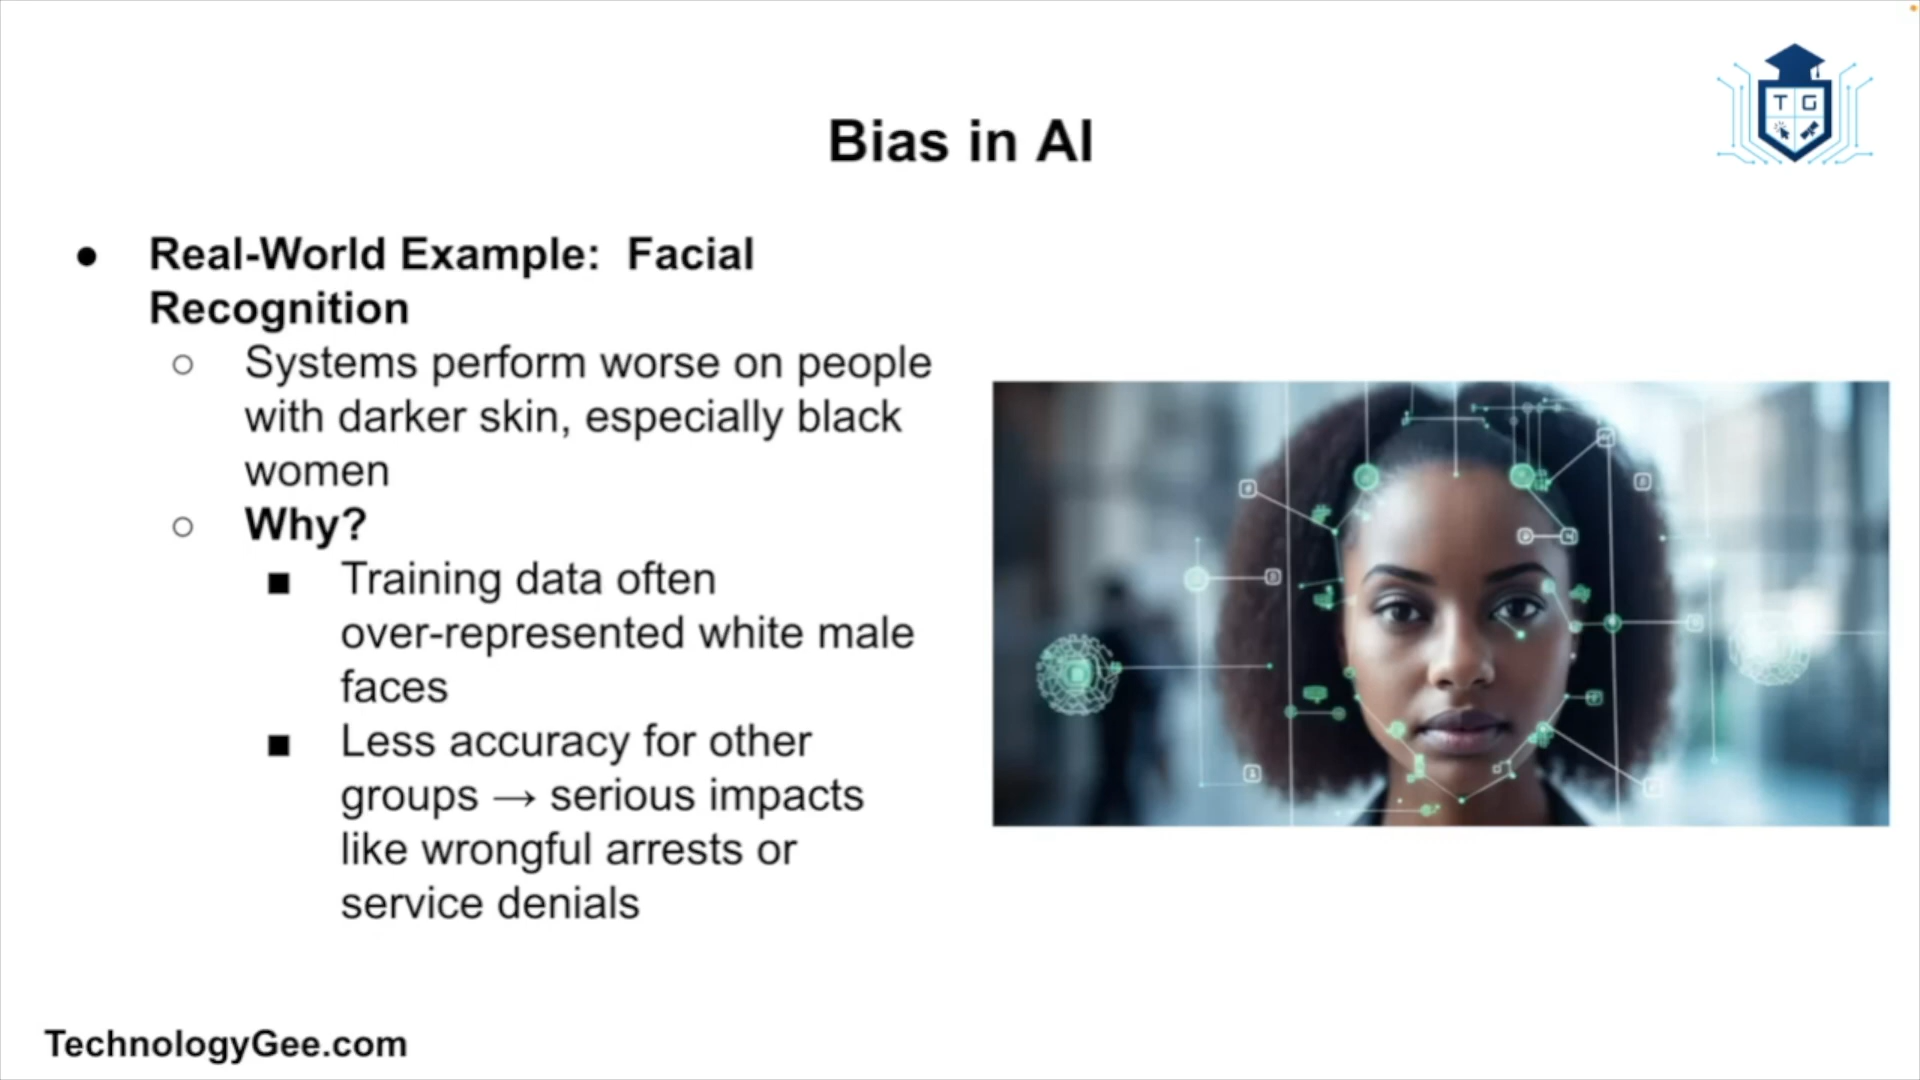 T G
Bias in AI
● Real-World Example:  Facial
Recognition
○ Systems perform worse on people
with darker skin, especially black
women
○ Why?
■ Training data often
over-represented white male
faces
■ Less accuracy for other
groups → serious impacts
like wrongful arrests or
service denials
TechnologyGee.com